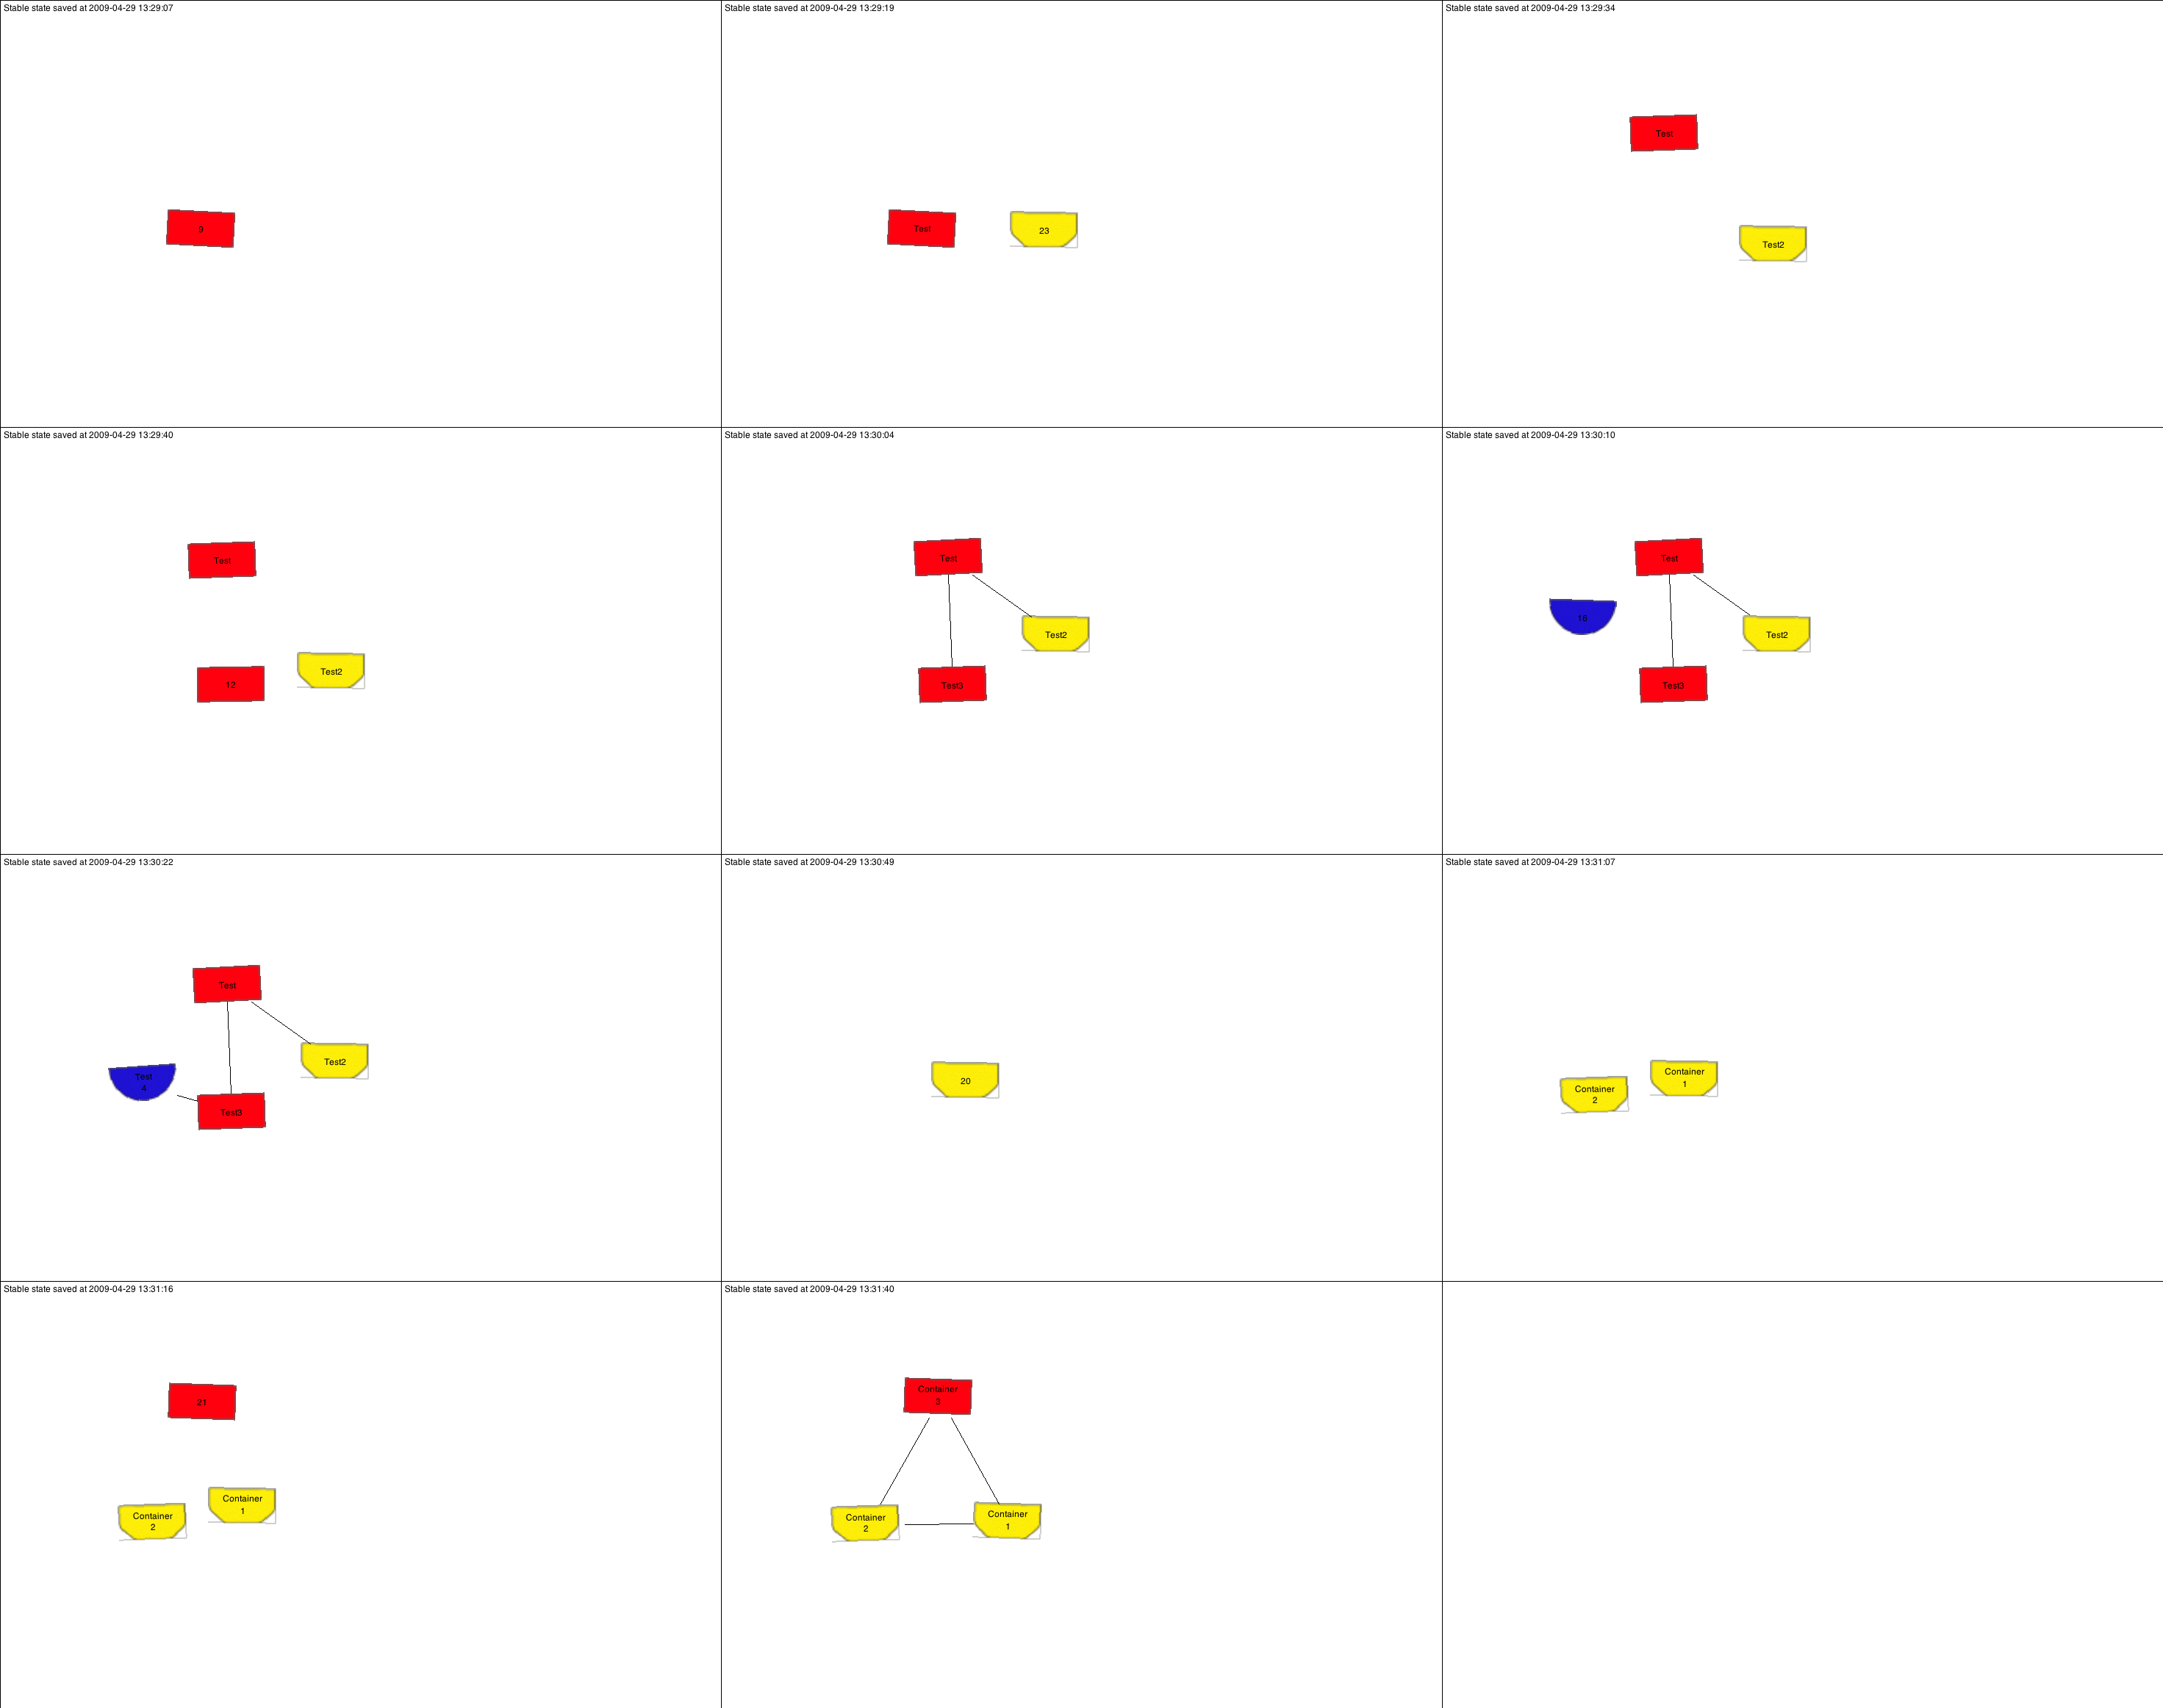 Stable state saved at 2009-04-29 13:29:07
9
Stable state saved at 2009-04-29 13:29:19
Test
23
Stable state saved at 2009-04-29 13:29:34
Test
Test2
Stable state saved at 2009-04-29 13:29:40
Test
12
Test2
Stable state saved at 2009-04-29 13:30:04
Test
Test2
Test3
Stable state saved at 2009-04-29 13:30:10
Test
16
Test2
Test3
Stable state saved at 2009-04-29 13:30:22
Test
Test2
Test
4
Test3
Stable state saved at 2009-04-29 13:30:49
20
Stable state saved at 2009-04-29 13:31:07
Container
2
Container
1
Stable state saved at 2009-04-29 13:31:16
21
Container
2
Container
1
Stable state saved at 2009-04-29 13:31:40
Container
3
Container
2
Container
1